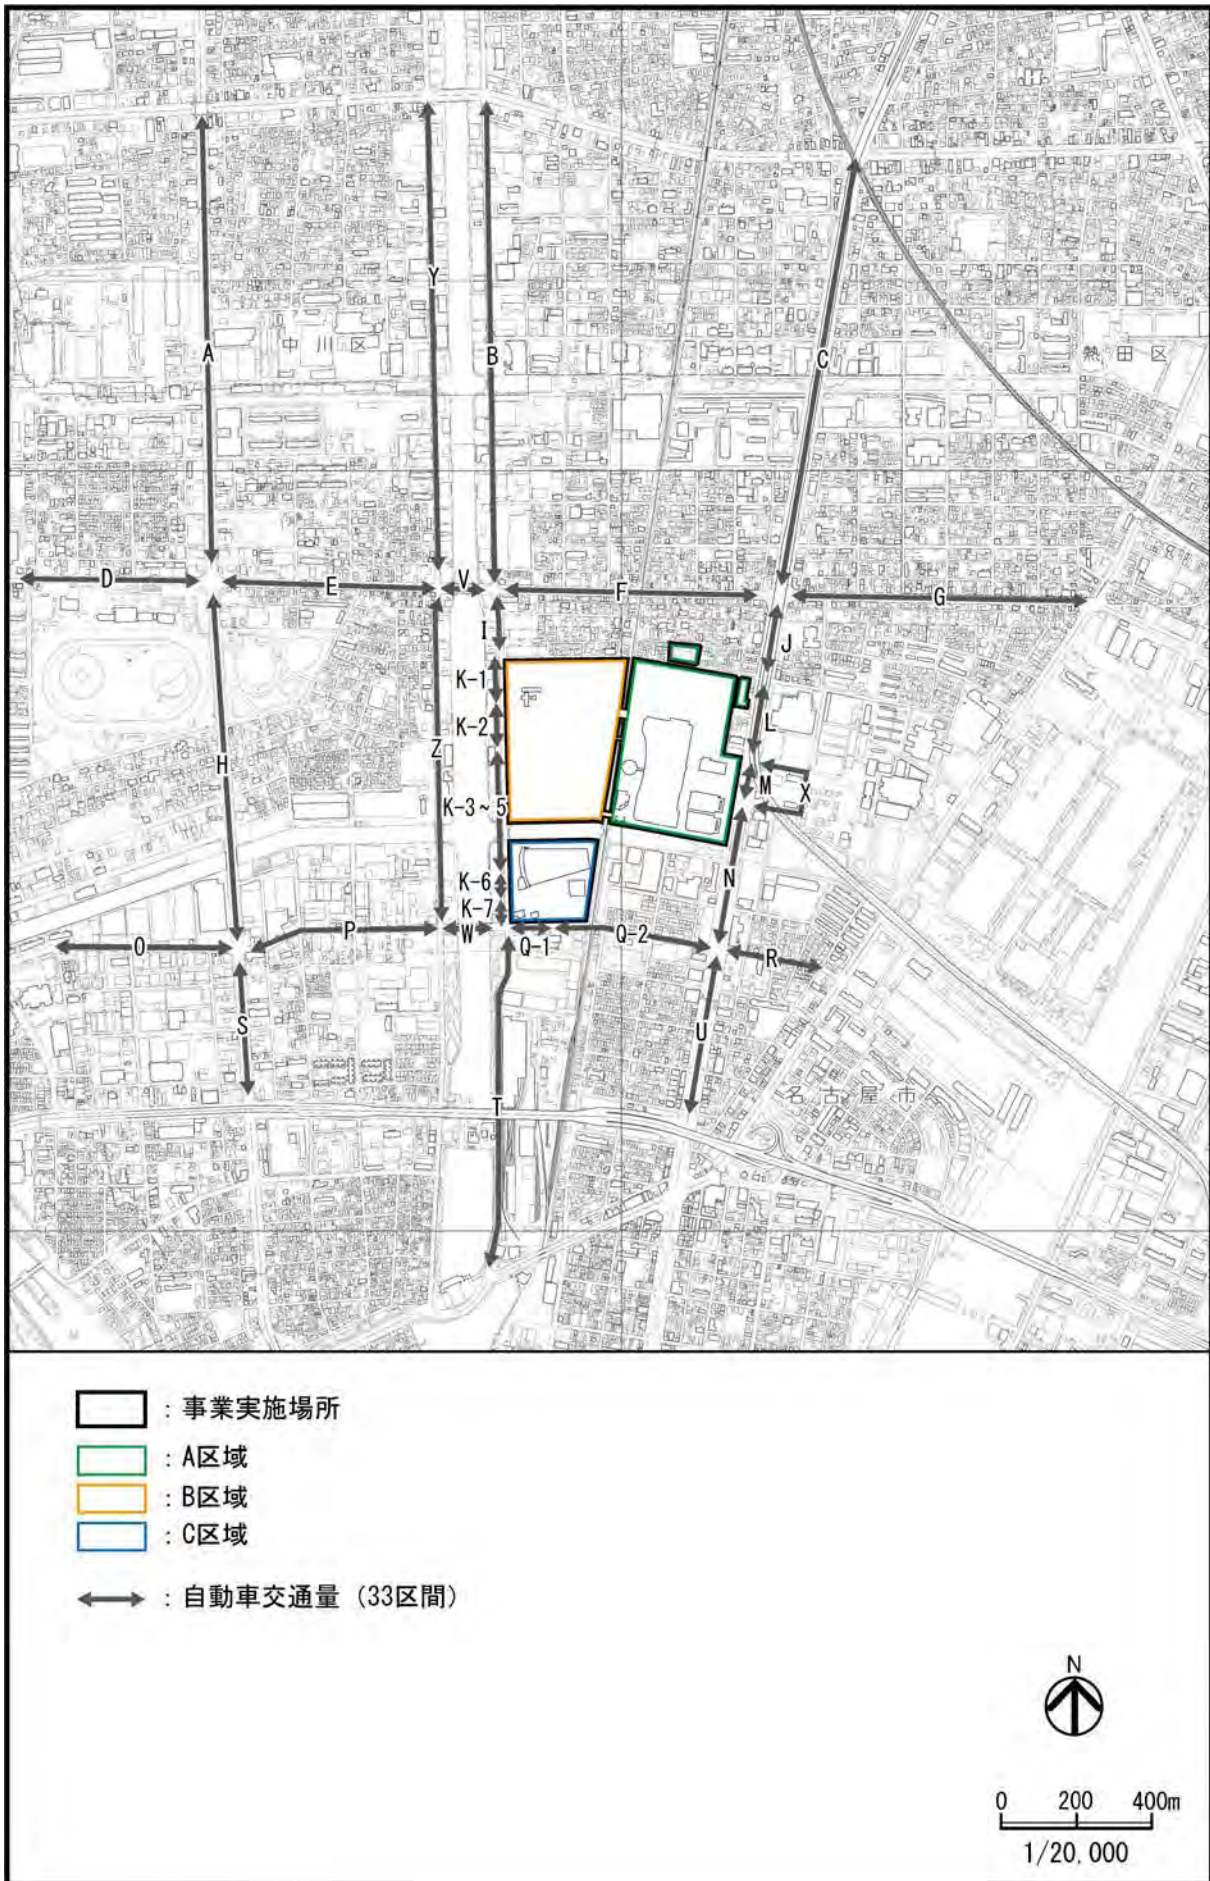 Y
A
中川区
B
C
熱田区
D
E
V
F
G
I
J
K-1
L
K-2
Z
H
M
X
K-3~5
K-6
N
K-7
O
P
W
Q-1
Q-2
R
S
U
T
名古屋市
：事業実施場所
：A区域
：B区域
：C区域
：自動車交通量（33区間）
N
0 200 400m
1/20,000